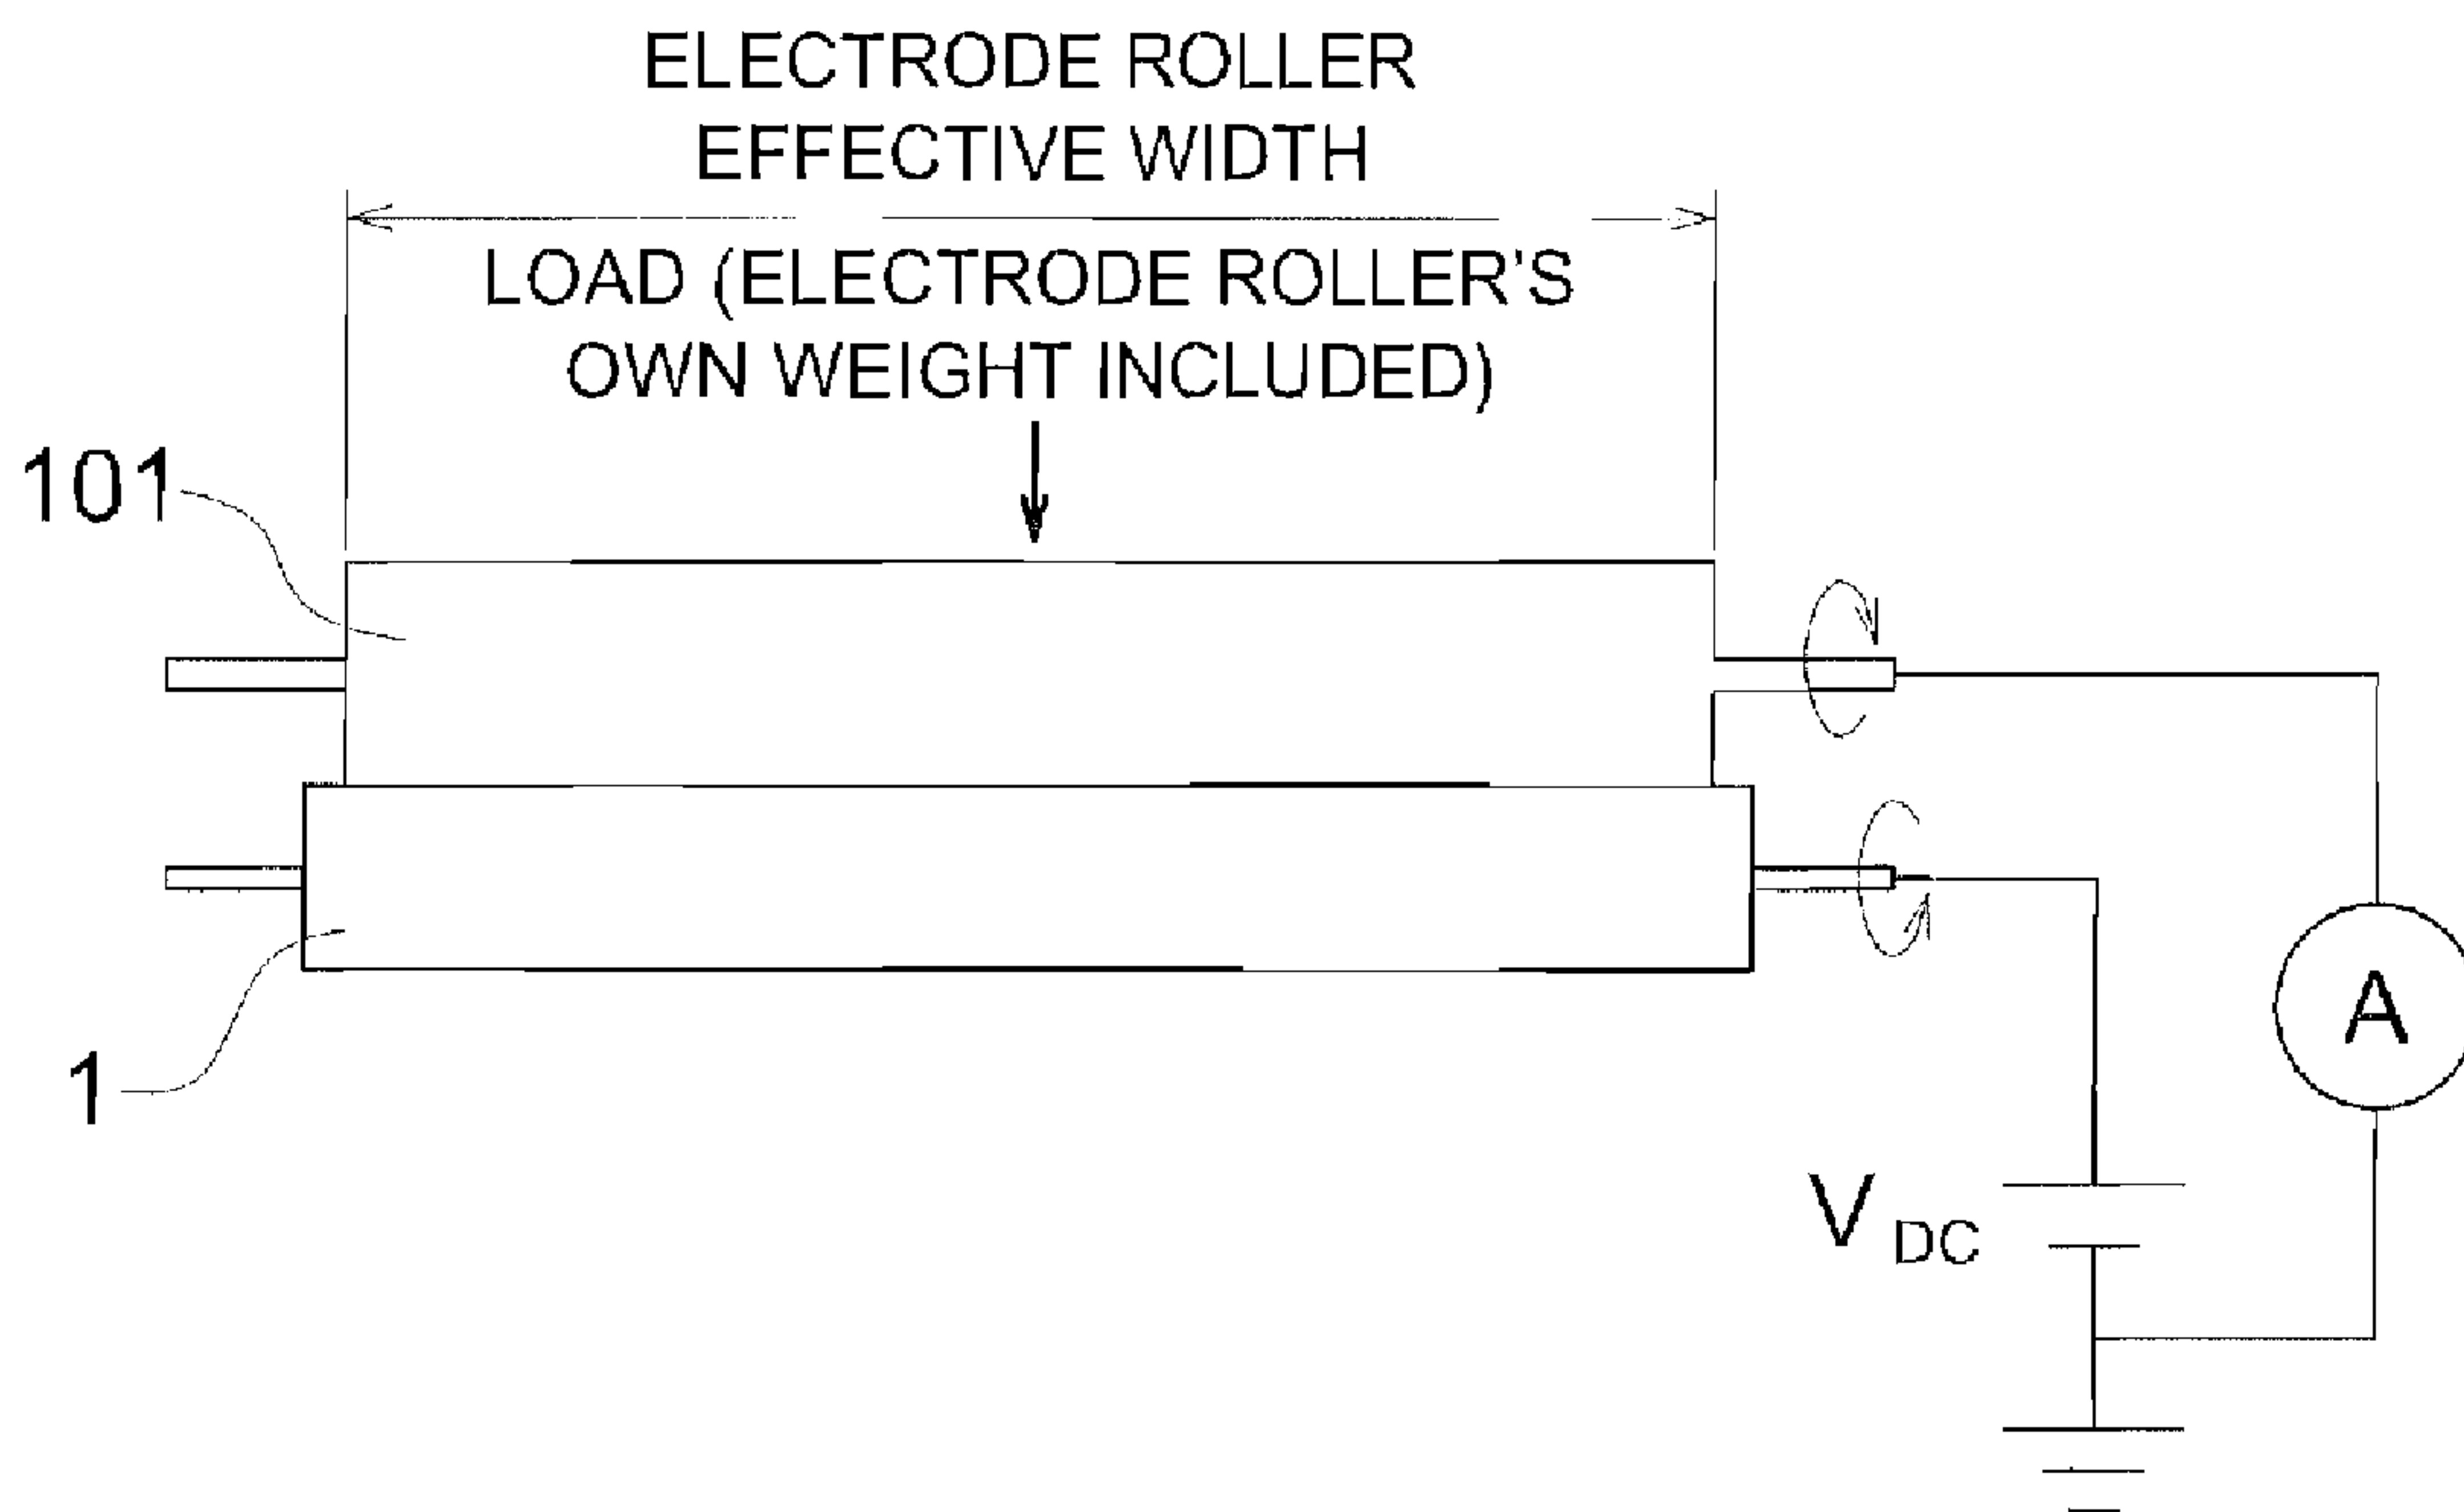 ELECTRODE ROLLER
EFFECTIVE WIDTH
LOAD (ELECTRODE ROLLER'S
OWN WEIGHT INCLUDED)
101
1
A
V DC